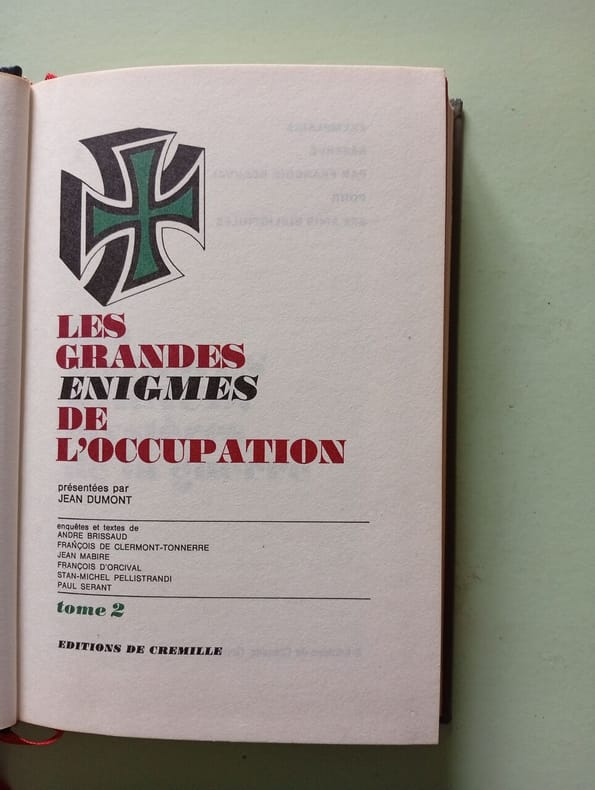 LES
GRANDES
ENIGMES
DE
L'OCCUPATION
présentées par
JEAN DUMONT
enquêtes et textes de
ANDRE BRISSAUD
FRANÇOIS DE CLERMONT-TONNERRE
JEAN MABIRE
FRANÇOIS D'ORCIVAL
STAN-MICHEL PELLISTRANDI
PAUL SERANT
tome 2
EDITIONS DE CREMILLE